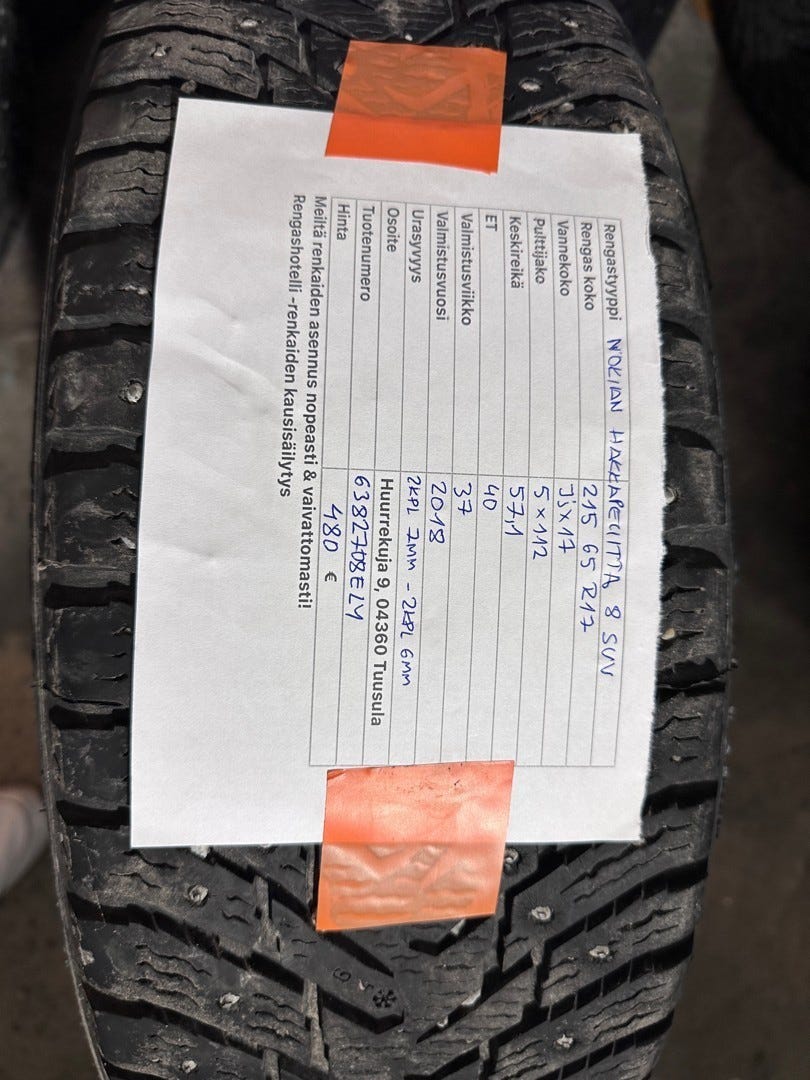 Rengastyyppi NOKIAN HAKKAPELIITTA 8 SUV
Rengas koko 215 65 R17
Vannekoko 7jx17
Pulttijako 5x112
Keskireikä 57,1
ET 40
Valmistusviikko 37
Valmistusvuosi 2018
Urasyvyys 2KPL 7MM - 2KPL 6MM
Osoite Huurrekuja 9, 04360 Tuusula
Tuotenumero 6382708ELY
Hinta 480 €
Meiltä renkaiden asennus nopeasti & vaivattomasti!
Rengashotelli -renkaiden kausisäilytys